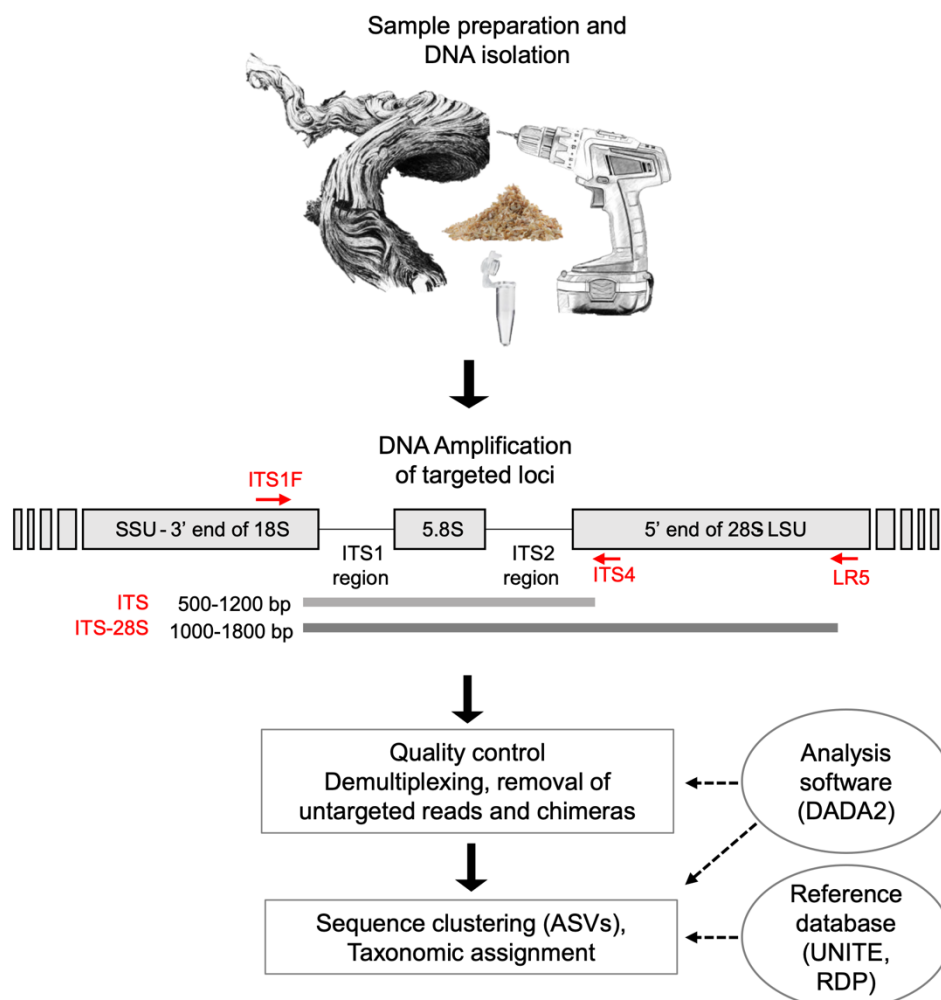 Sample preparation and
DNA isolation
DNA Amplification
of targeted loci
ITS1F
SSU - 3' end of 18S
5.8S
5' end of 28S LSU
ITS1
region
ITS2
region
ITS4
LR5
ITS 500-1200 bp
ITS-28S 1000-1800 bp
Quality control
Demultiplexing, removal of
untargeted reads and chimeras
Analysis
software
(DADA2)
Sequence clustering (ASVs),
Taxonomic assignment
Reference
database
(UNITE,
RDP)